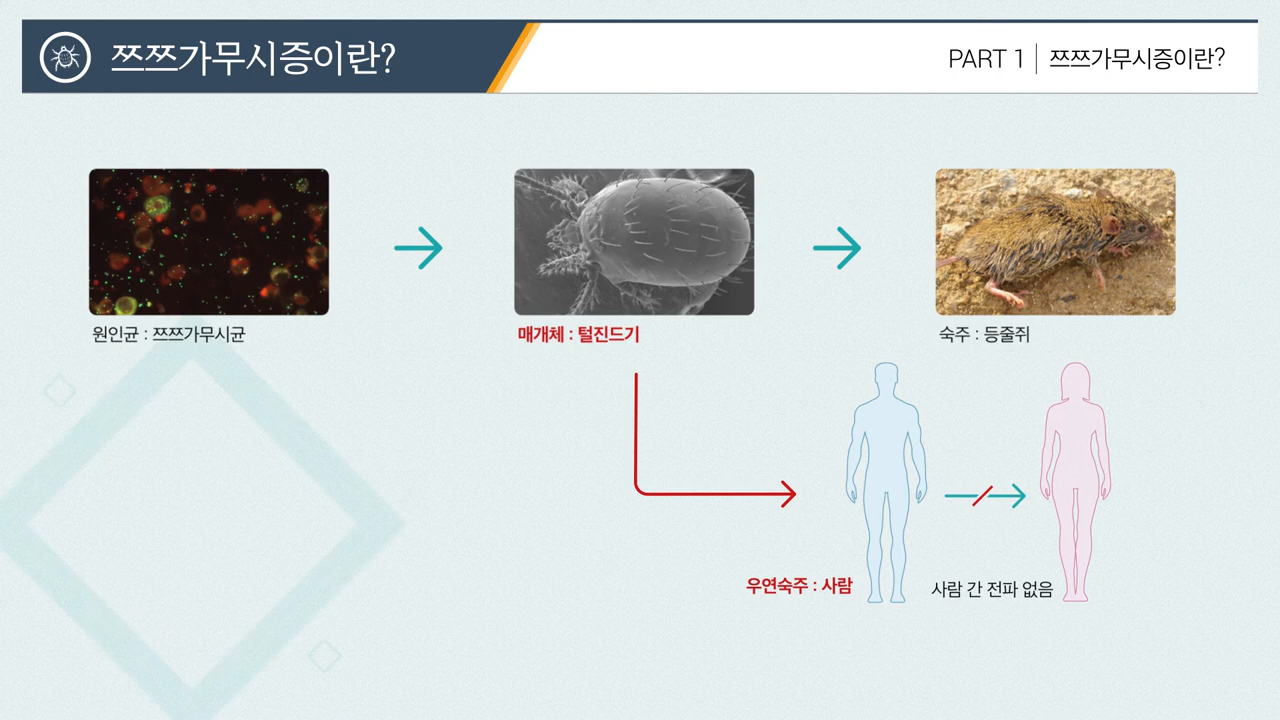 쯔쯔가무시증이란?
PART 1 | 쯔쯔가무시증이란?
원인균 : 쯔쯔가무시균
매개체 : 털진드기
숙주 : 등줄쥐
우연숙주 : 사람
사람 간 전파 없음